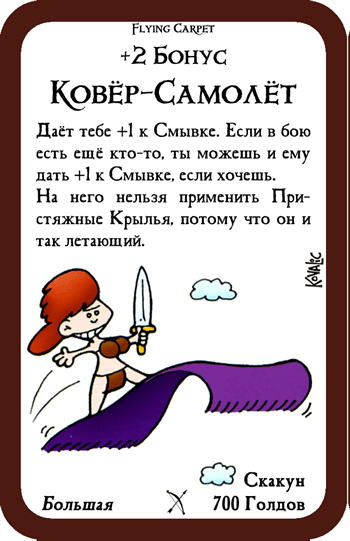 Flying Carpet
+2 Бонус
Ковёр-Самолёт
Даёт тебе +1 к Смывке. Если в бою
есть ещё кто-то, ты можешь и ему
дать +1 к Смывке, если хочешь.
На него нельзя применить При-
стяжные Крылья, потому что он и
так летающий.
Kovalic
Скакун
Большая 700 Голдов